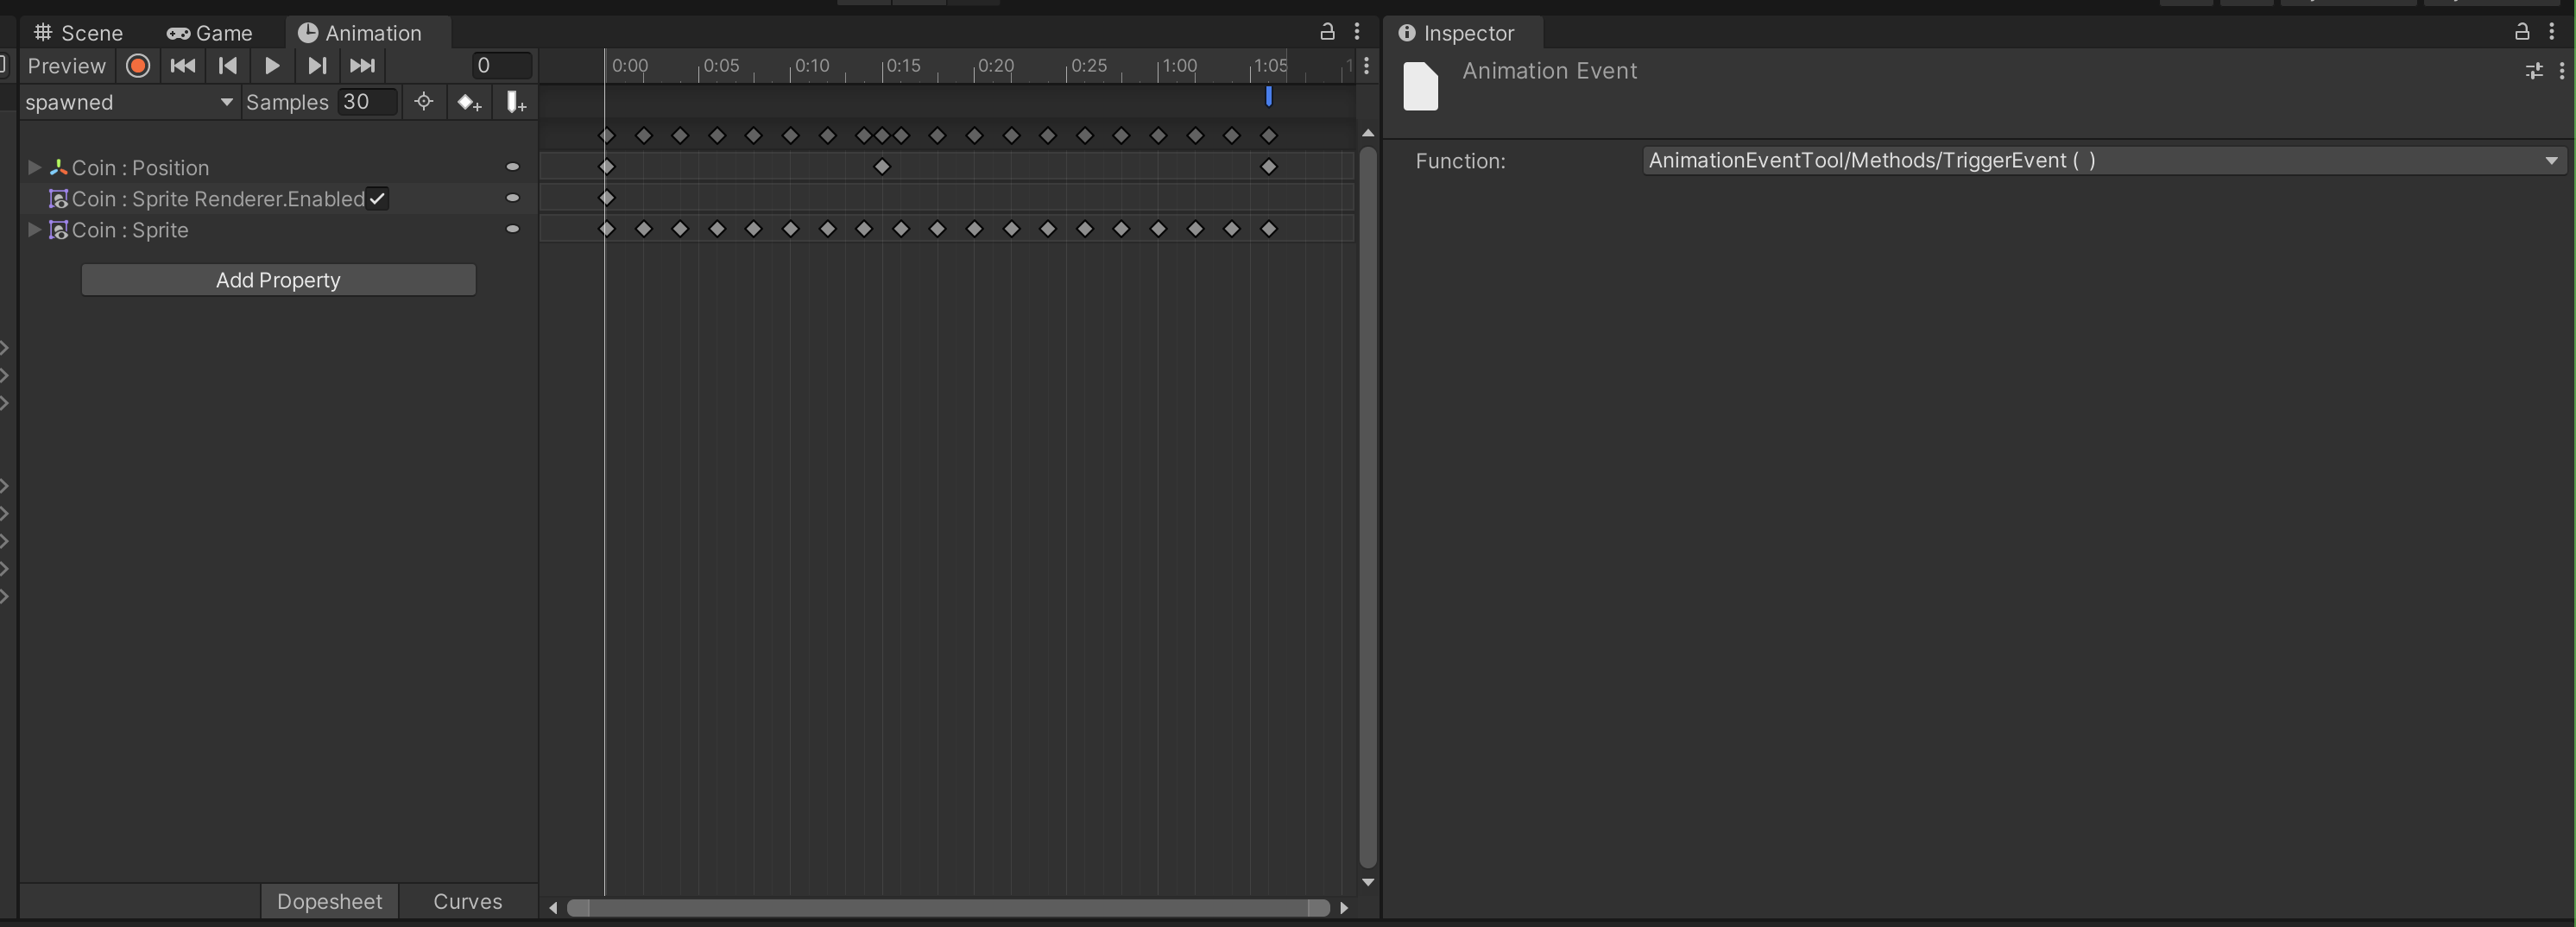 Scene Game Animation
Inspector
Preview 0
0:00 0:05 0:10 0:15 0:20 0:25 1:00 1:05 1
Animation Event
spawned Samples 30
Function: AnimationEventTool/Methods/TriggerEvent ( )
Coin : Position
Coin : Sprite Renderer.Enabled
Coin : Sprite
Add Property
Dopesheet Curves